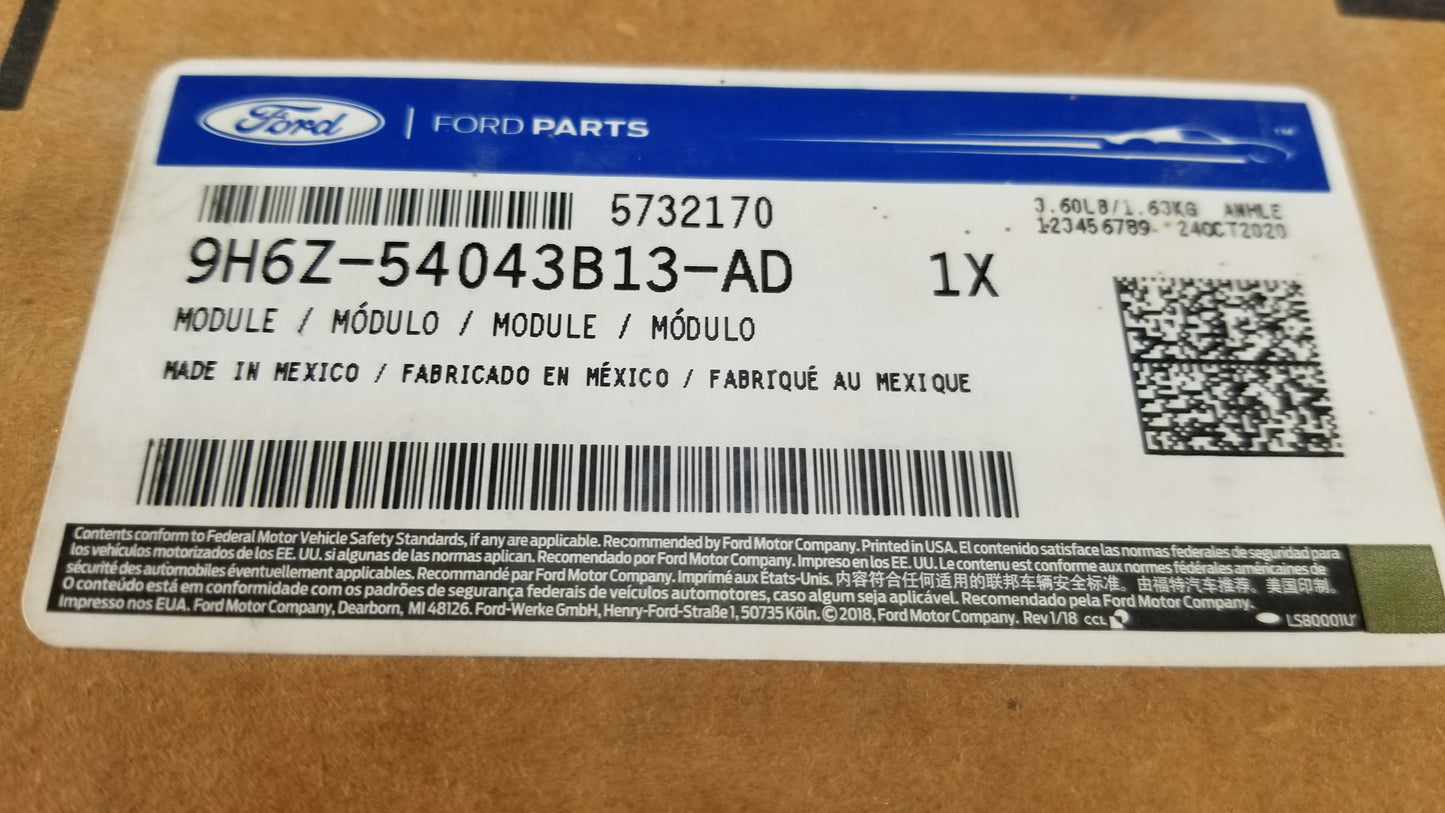 Ford | FORD PARTS TM
5732170
3.60LB/1.63KG ANHLE
123456789 24OCT2020
9H6Z-54043B13-AD 1X
MODULE / MÓDULO / MODULE / MÓDULO
MADE IN MEXICO / FABRICADO EN MÉXICO / FABRIQUÉ AU MEXIQUE
Contents conform to Federal Motor Vehicle Safety Standards, if any are applicable. Recommended by Ford Motor Company. Printed in USA. El contenido satisface las normas federales de seguridad para
los vehículos motorizados de los EE. UU. si algunas de las normas aplican. Recomendado por Ford Motor Company. Impreso en los EE. UU. Le contenu est conforme aux normes fédérales américaines de
sécurité des automobiles éventuellement applicables. Recommandé par Ford Motor Company. Imprimé aux États-Unis. 内容符合任何适用的联邦车辆安全标准。由福特汽车推荐。美国印制。
O conteúdo está em conformidade com os padrões de segurança federais de veículos automotores, caso algum seja aplicável. Recomendado pela Ford Motor Company.
Impresso nos EUA. Ford Motor Company, Dearborn, MI 48126. Ford-Werke GmbH, Henry-Ford-Straße 1, 50735 Köln. © 2018, Ford Motor Company. Rev 1/18 CCL
LS80001U